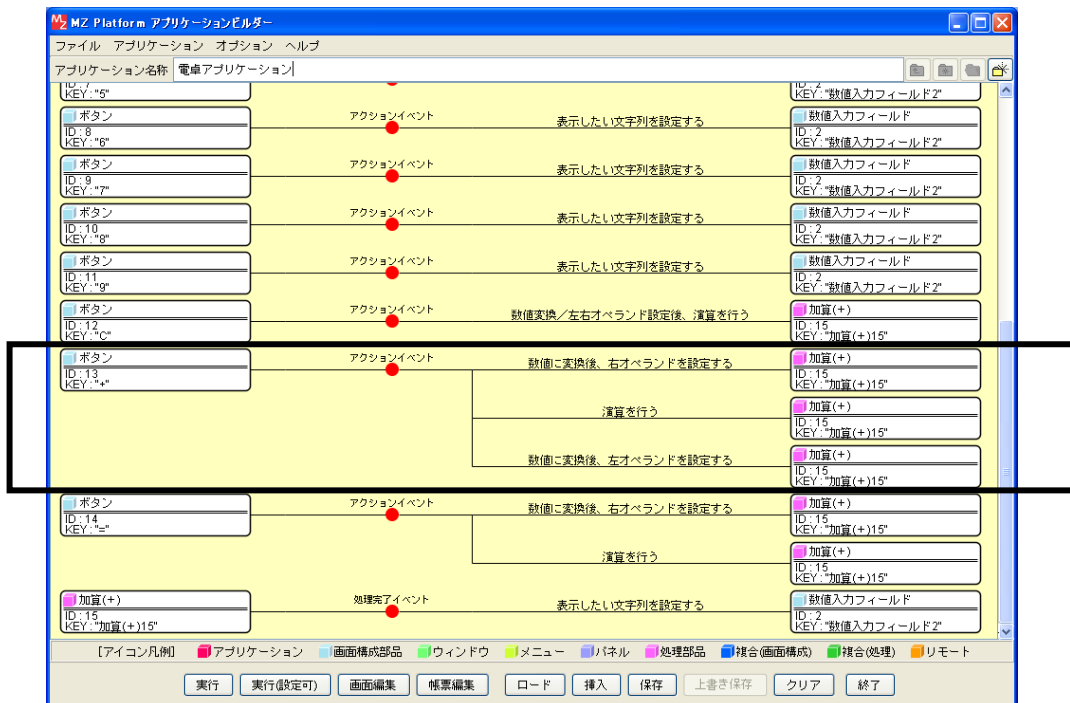 MZ Platform アプリケーションビルダー
ファイル アプリケーション オプション ヘルプ
アプリケーション名称 電卓アプリケーション
ID : 7 ID : 2
KEY : "5" KEY : "数値入力フィールド2"
ボタン アクションイベント 表示したい文字列を設定する 数値入力フィールド
ID : 8 ID : 2
KEY : "6" KEY : "数値入力フィールド2"
ボタン アクションイベント 表示したい文字列を設定する 数値入力フィールド
ID : 9 ID : 2
KEY : "7" KEY : "数値入力フィールド2"
ボタン アクションイベント 表示したい文字列を設定する 数値入力フィールド
ID : 10 ID : 2
KEY : "8" KEY : "数値入力フィールド2"
ボタン アクションイベント 表示したい文字列を設定する 数値入力フィールド
ID : 11 ID : 2
KEY : "9" KEY : "数値入力フィールド2"
ボタン アクションイベント 数値変換／左右オペランド設定後、演算を行う 加算(+)
ID : 12 ID : 15
KEY : "C" KEY : "加算(+)15"
ボタン アクションイベント 数値に変換後、右オペランドを設定する 加算(+)
ID : 13 ID : 15
KEY : "+" KEY : "加算(+)15"
演算を行う 加算(+)
ID : 15
KEY : "加算(+)15"
数値に変換後、左オペランドを設定する 加算(+)
ID : 15
KEY : "加算(+)15"
ボタン アクションイベント 数値に変換後、右オペランドを設定する 加算(+)
ID : 14 ID : 15
KEY : "=" KEY : "加算(+)15"
演算を行う 加算(+)
ID : 15
KEY : "加算(+)15"
加算(+) 処理完了イベント 表示したい文字列を設定する 数値入力フィールド
ID : 15 ID : 2
KEY : "加算(+)15" KEY : "数値入力フィールド2"
[アイコン凡例] アプリケーション 画面構成部品 ウィンドウ メニュー パネル 処理部品 複合(画面構成) 複合(処理) リモート
実行 実行(設定可) 画面編集 帳票編集 ロード 挿入 保存 上書き保存 クリア 終了